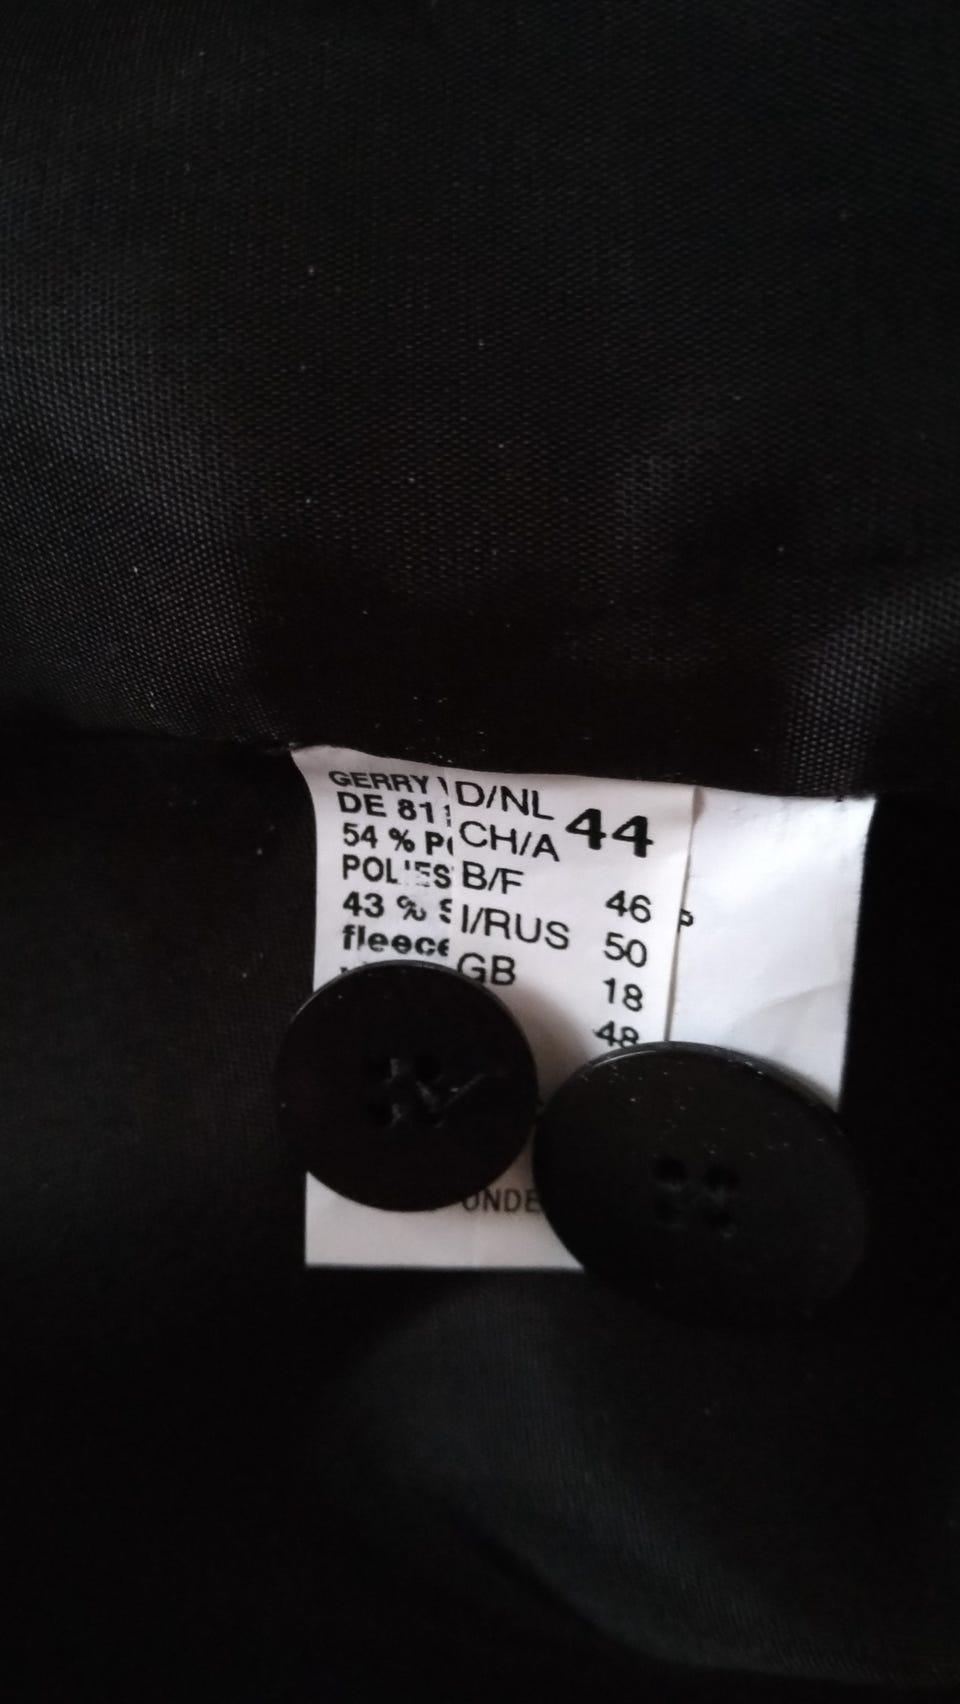 GERRY
DE 81
54 %
POLIES
43 %
fleece
D/NL 44
CH/A
B/F 46
I/RUS 50
GB 18
48
UNDE